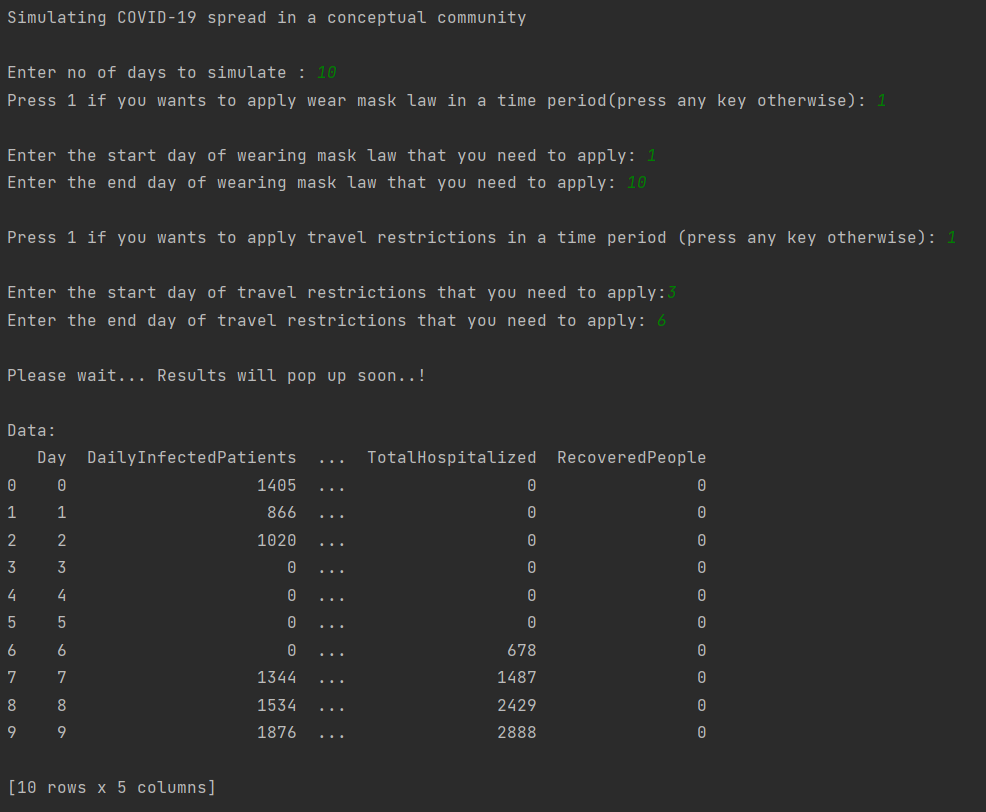 Simulating COVID-19 spread in a conceptual community
Enter no of days to simulate : 10
Press 1 if you wants to apply wear mask law in a time period(press any key otherwise): 1
Enter the start day of wearing mask law that you need to apply: 1
Enter the end day of wearing mask law that you need to apply: 10
Press 1 if you wants to apply travel restrictions in a time period (press any key otherwise): 1
Enter the start day of travel restrictions that you need to apply:3
Enter the end day of travel restrictions that you need to apply: 6
Please wait... Results will pop up soon..!
Data:
   Day  DailyInfectedPatients  ...  TotalHospitalized  RecoveredPeople
0    0                   1405  ...                  0                0
1    1                    866  ...                  0                0
2    2                   1020  ...                  0                0
3    3                      0  ...                  0                0
4    4                      0  ...                  0                0
5    5                      0  ...                  0                0
6    6                      0  ...                678                0
7    7                   1344  ...               1487                0
8    8                   1534  ...               2429                0
9    9                   1876  ...               2888                0
[10 rows x 5 columns]